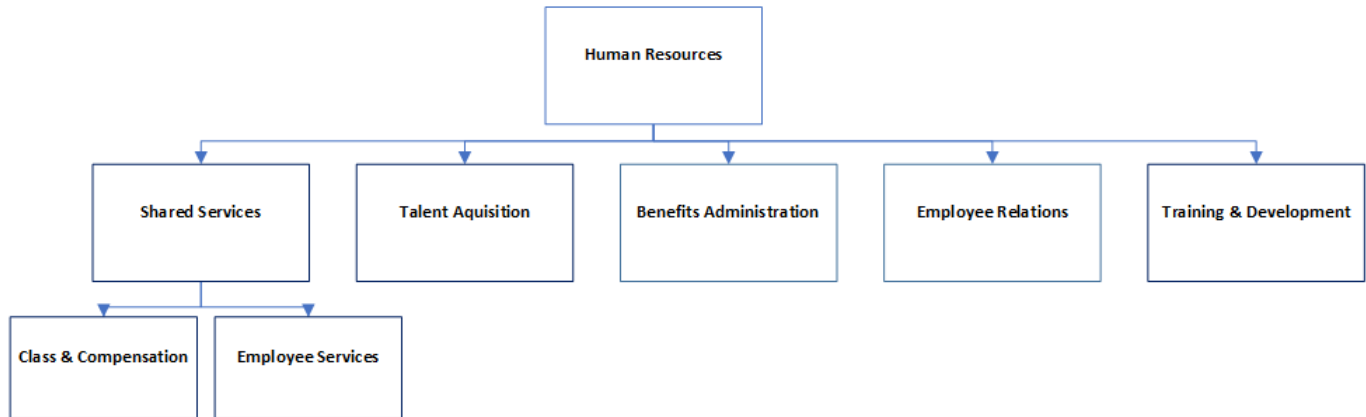 Human Resources
Shared Services
Talent Aquisition
Benefits Administration
Employee Relations
Training & Development
Class & Compensation
Employee Services